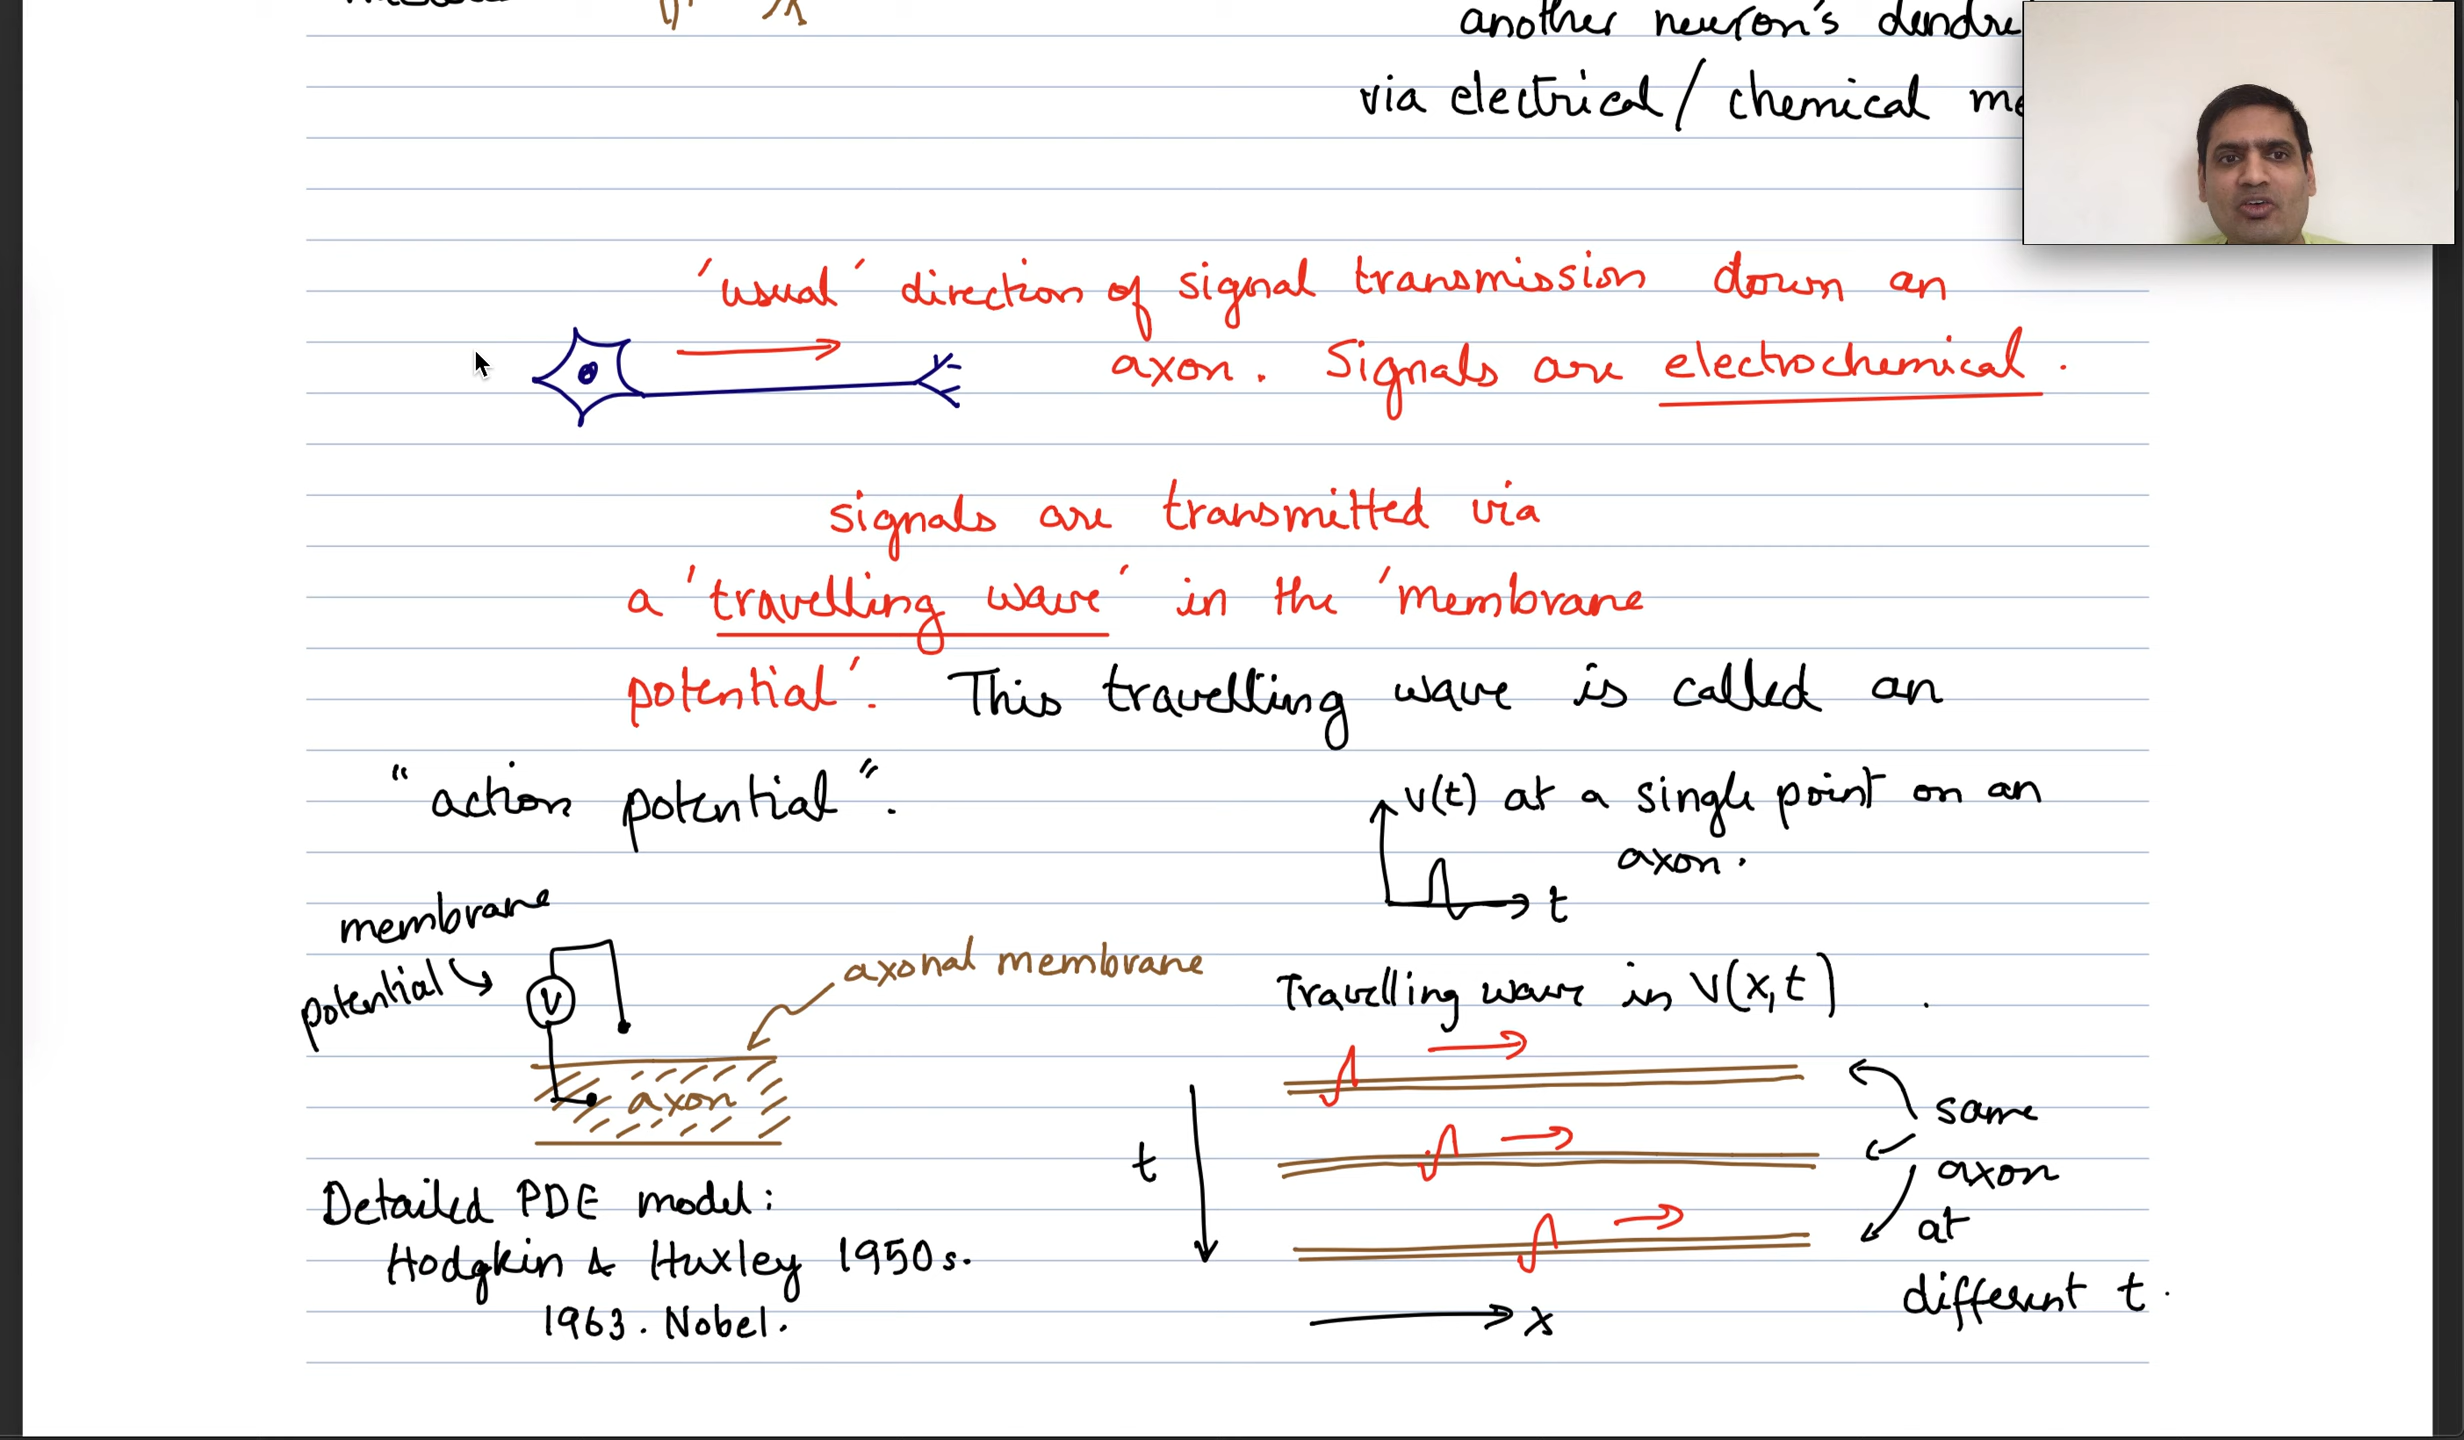 another neuron's
via electrical/ chemical
'usual' direction of signal transmission down an
axon. Signals are electrochemical.
signals are transmitted via
a 'travelling wave' in the 'membrane
potential'. This travelling wave is called an
"action potential".
v(t) at a single point on an
axon.
t
membrane
potential
V
axonal membrane
axon
Travelling wave in V(x,t).
t
same
axon
at
different t.
x
Detailed PDE model:
Hodgkin & Huxley 1950s.
1963. Nobel.